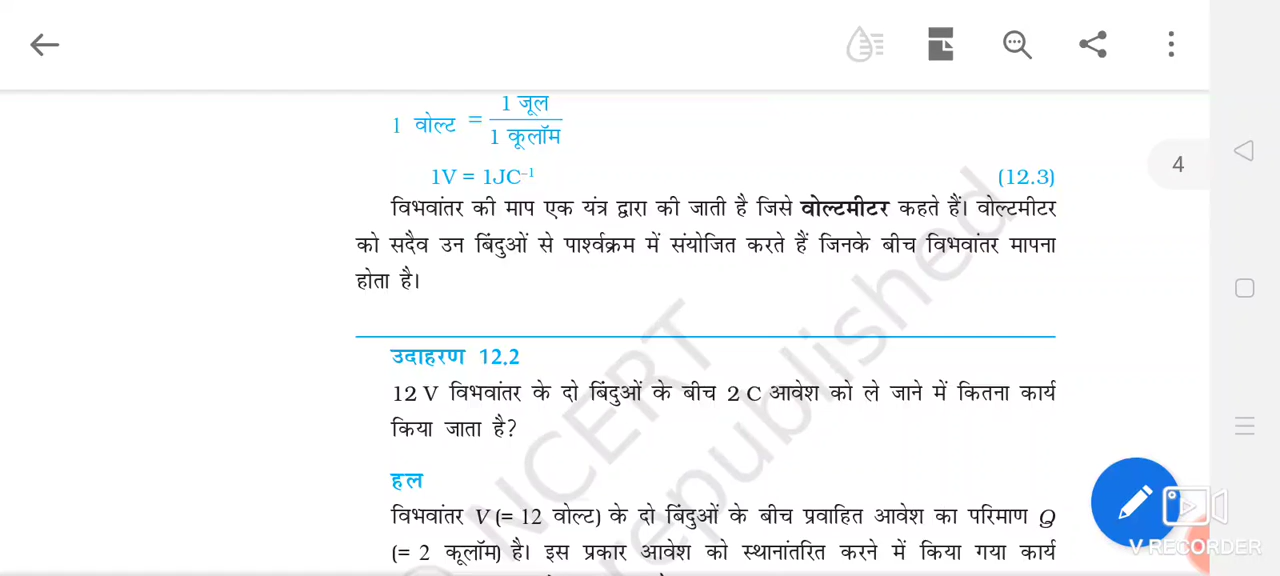 1 वोल्ट = 1 जूल / 1 कूलॉम
4
1V = 1JC⁻¹ (12.3)
विभवांतर की माप एक यंत्र द्वारा की जाती है जिसे वोल्टमीटर कहते हैं। वोल्टमीटर
को सदैव उन बिंदुओं से पार्श्वक्रम में संयोजित करते हैं जिनके बीच विभवांतर मापना
होता है।
उदाहरण 12.2
12 V विभवांतर के दो बिंदुओं के बीच 2 C आवेश को ले जाने में कितना कार्य
किया जाता है?
हल
विभवांतर V (= 12 वोल्ट) के दो बिंदुओं के बीच प्रवाहित आवेश का परिमाण Q
(= 2 कूलॉम) है। इस प्रकार आवेश को स्थानांतरित करने में किया गया कार्य
NCERT
republished
V RECORDER